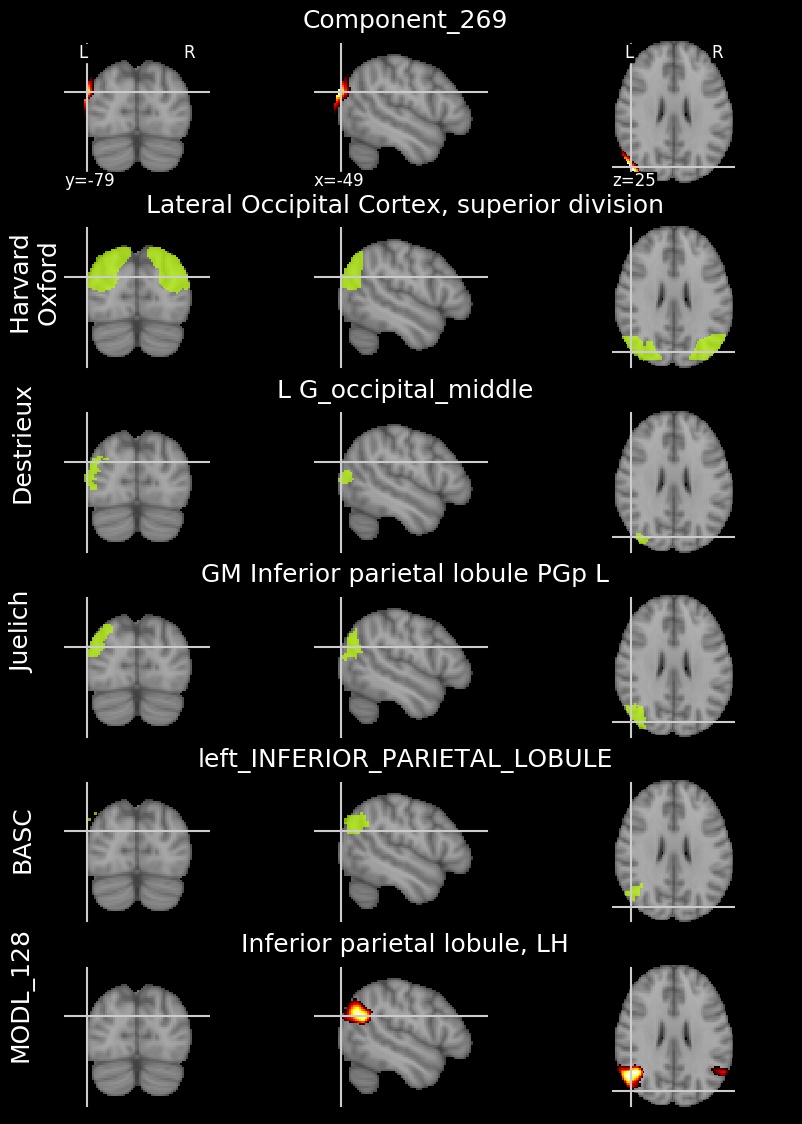 Component_269
L R L R
y=-79 x=-49 z=25
Lateral Occipital Cortex, superior division
Harvard
Oxford
L G_occipital_middle
Destrieux
GM Inferior parietal lobule PGp L
Juelich
left_INFERIOR_PARIETAL_LOBULE
BASC
Inferior parietal lobule, LH
MODL_128